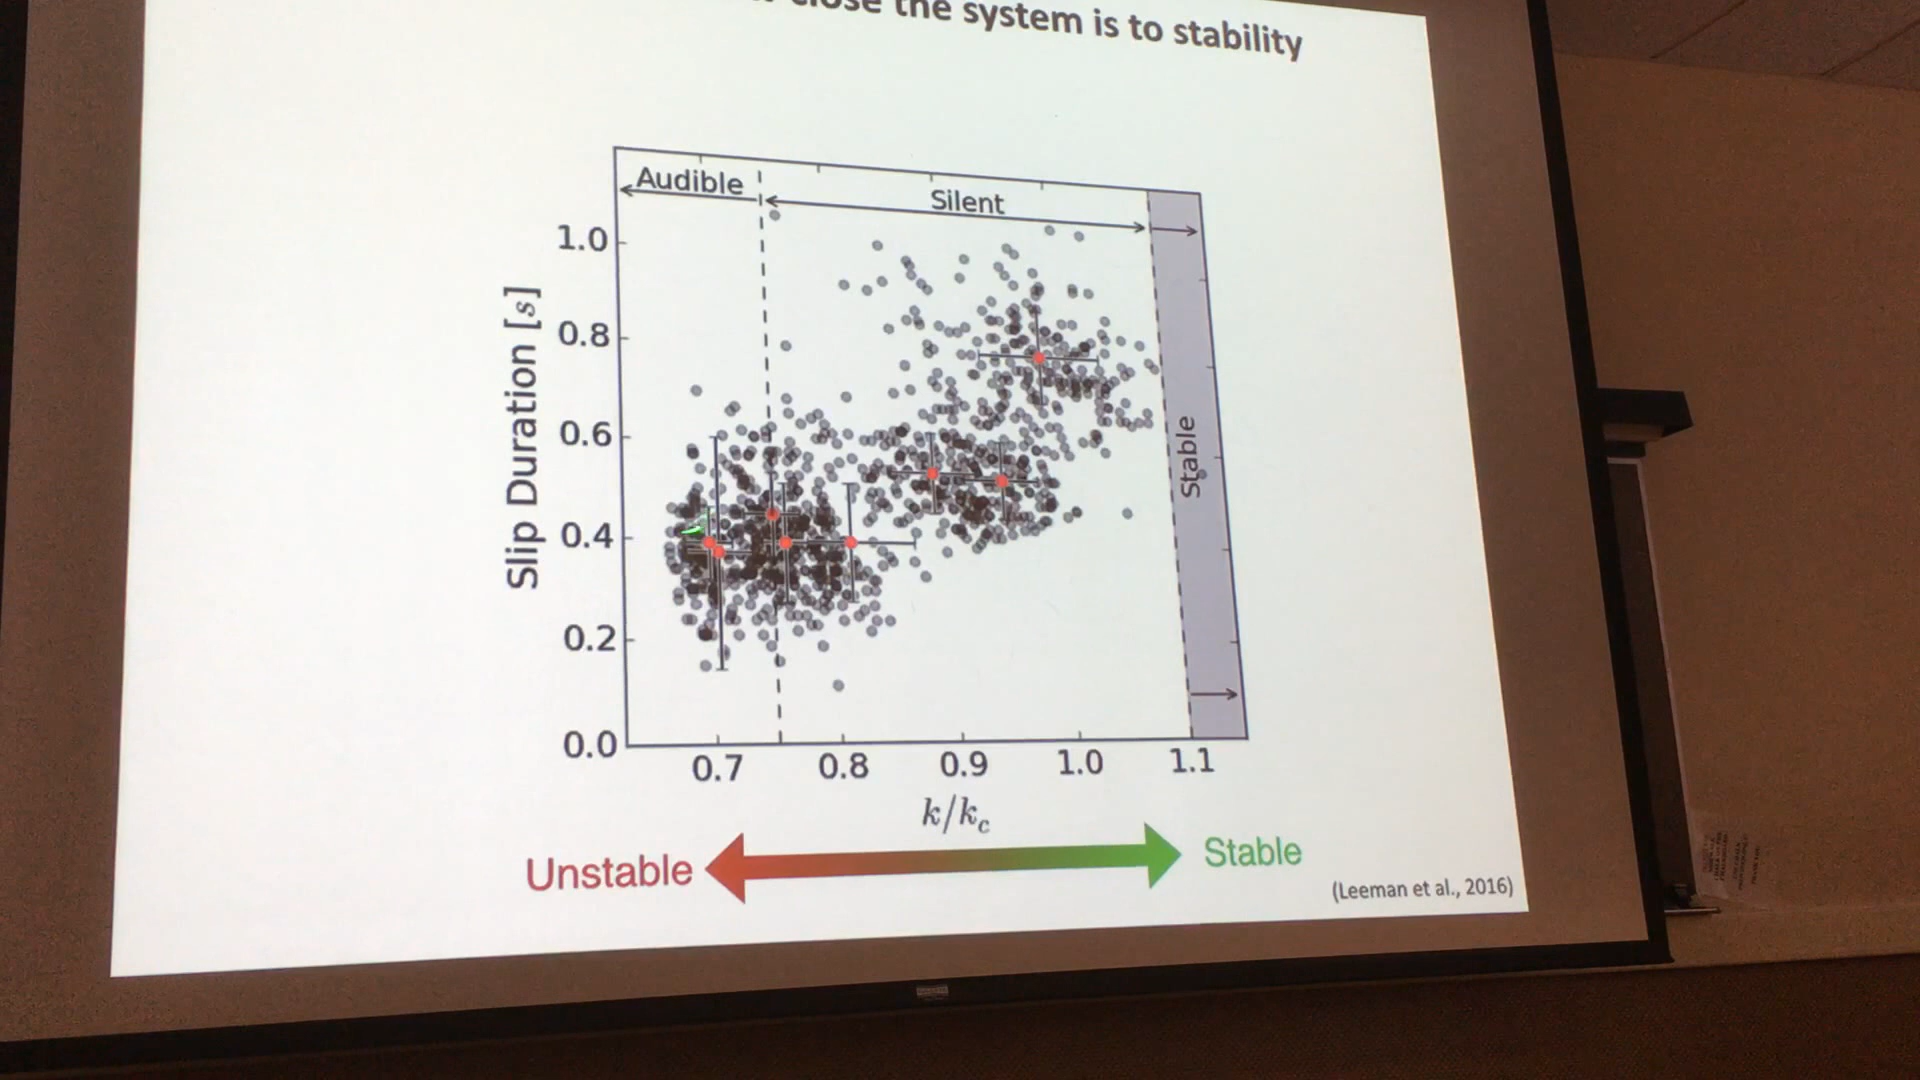 close the system is to stability
Audible
Silent
1.0
0.8
0.6
0.4
0.2
0.0
Slip Duration [s]
Stable
0.7 0.8 0.9 1.0 1.1
k/kc
Unstable
Stable
(Leeman et al., 2016)